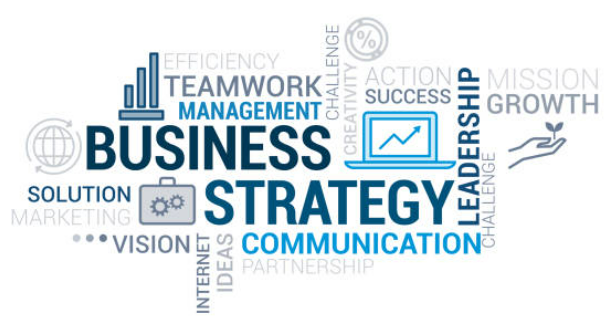 EFFICIENCY
TEAMWORK
MANAGEMENT
CHALLENGE
CREATIVITY
%
ACTION
SUCCESS
LEADERSHIP
MISSION
GROWTH
BUSINESS
SOLUTION
MARKETING
STRATEGY
CHALLENGE
VISION
INTERNET
IDEAS
COMMUNICATION
PARTNERSHIP